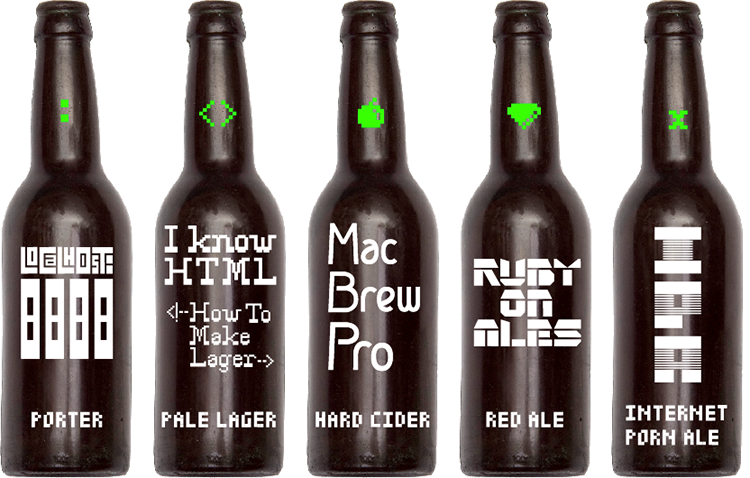 :
LOCALHOST:
8888
PORTER
<>
I know
HTML
<!--How To
Make
Lager-->
PALE LAGER
Mac
Brew
Pro
HARD CIDER
RUBY
ON
ALES
RED ALE
x
I.P.A
INTERNET
PORN ALE